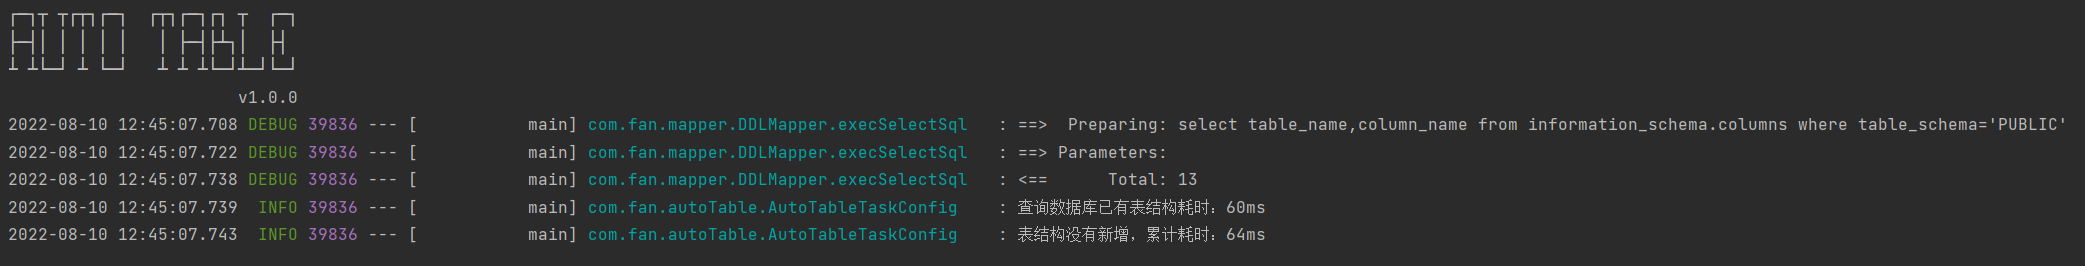 AUTO TABLE
v1.0.0
2022-08-10 12:45:07.708 DEBUG 39836 --- [           main] com.fan.mapper.DDLMapper.execSelectSql   : ==>  Preparing: select table_name,column_name from information_schema.columns where table_schema='PUBLIC'
2022-08-10 12:45:07.722 DEBUG 39836 --- [           main] com.fan.mapper.DDLMapper.execSelectSql   : ==> Parameters:
2022-08-10 12:45:07.738 DEBUG 39836 --- [           main] com.fan.mapper.DDLMapper.execSelectSql   : <==      Total: 13
2022-08-10 12:45:07.739  INFO 39836 --- [           main] com.fan.autoTable.AutoTableTaskConfig    : 查询数据库已有表结构耗时：60ms
2022-08-10 12:45:07.743  INFO 39836 --- [           main] com.fan.autoTable.AutoTableTaskConfig    : 表结构没有新增，累计耗时：64ms